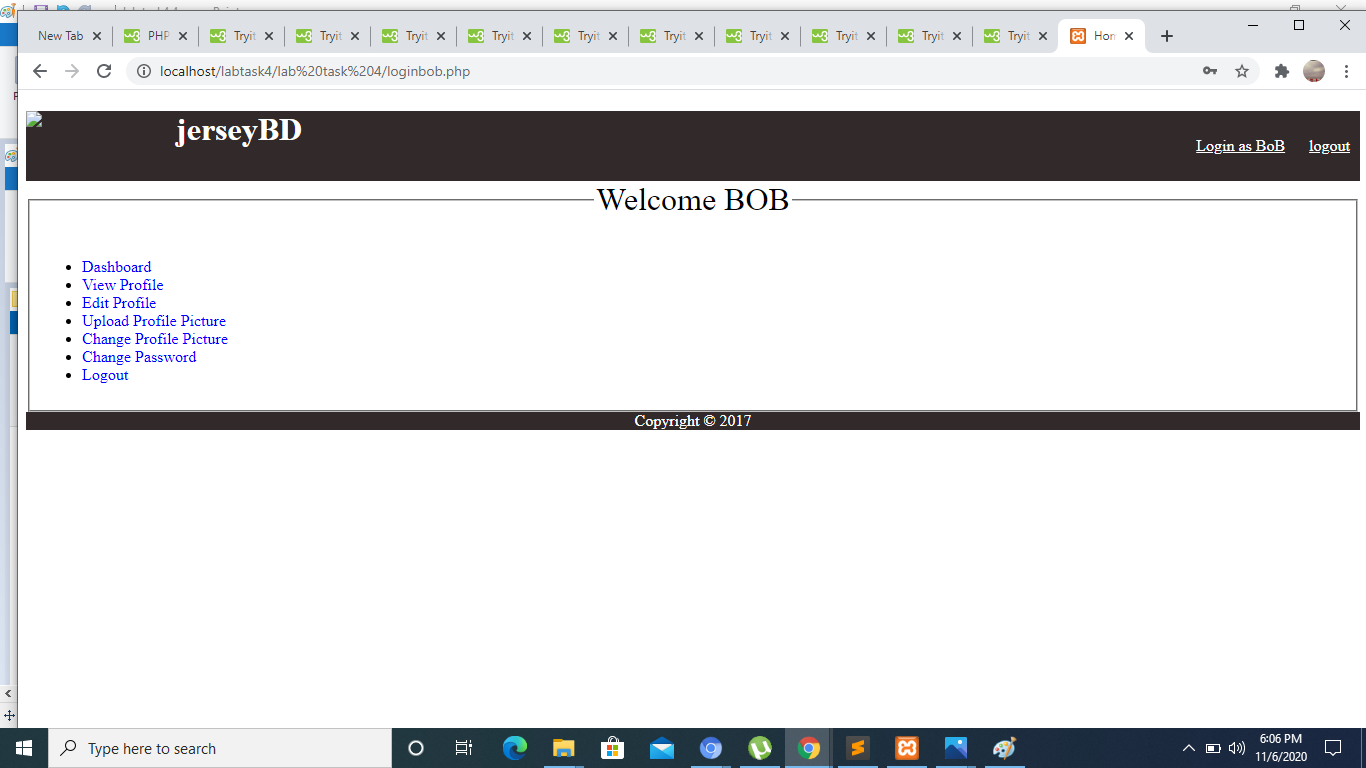 New Tab PHP Tryit Tryit Tryit Tryit Tryit Tryit Tryit Tryit Tryit Tryit Hom
localhost/labtask4/lab%20task%204/loginbob.php
jerseyBD
Login as BoB logout
Welcome BOB
Dashboard
View Profile
Edit Profile
Upload Profile Picture
Change Profile Picture
Change Password
Logout
Copyright © 2017
Type here to search
6:06 PM
11/6/2020